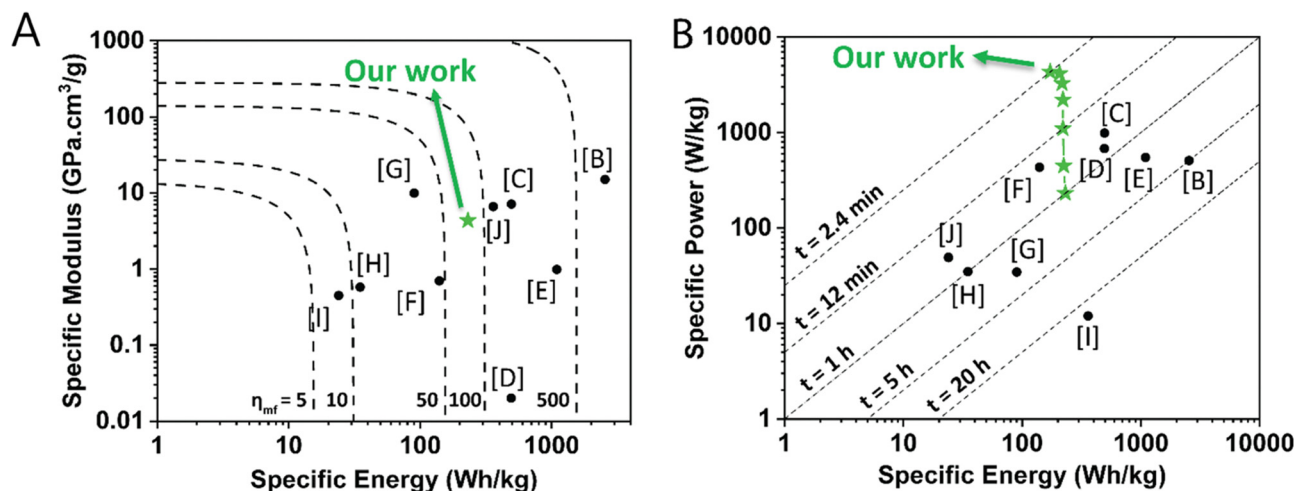 A
Specific Modulus (GPa.cm³/g)
1000
100
10
1
0.1
0.01
Our work
[G]
[C]
[B]
[J]
[H]
[I]
[F]
[E]
[D]
ηmf = 5 10 50 100 500
1 10 100 1000
Specific Energy (Wh/kg)
B
Specific Power (W/kg)
10000
1000
100
10
1
Our work
[C]
[D]
[E]
[B]
[F]
[J]
[H]
[G]
[I]
t = 2.4 min
t = 12 min
t = 1 h
t = 5 h
t = 20 h
1 10 100 1000 10000
Specific Energy (Wh/kg)